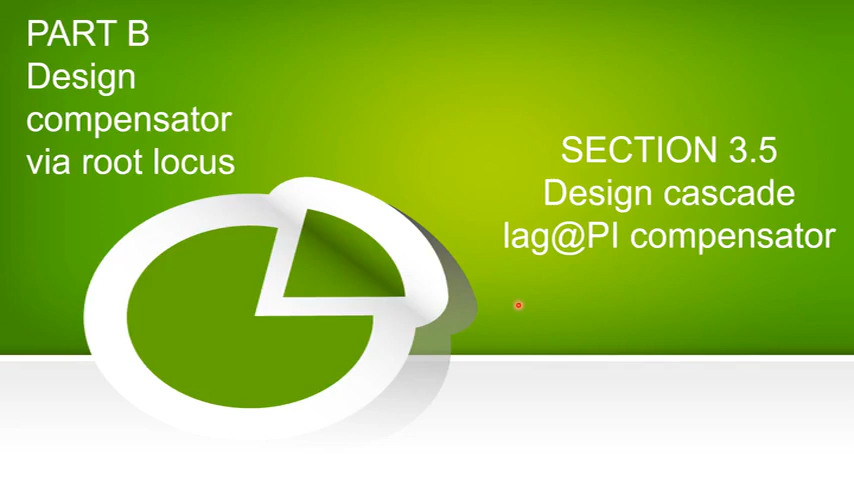 PART B
Design
compensator
via root locus
SECTION 3.5
Design cascade
lag@PI compensator